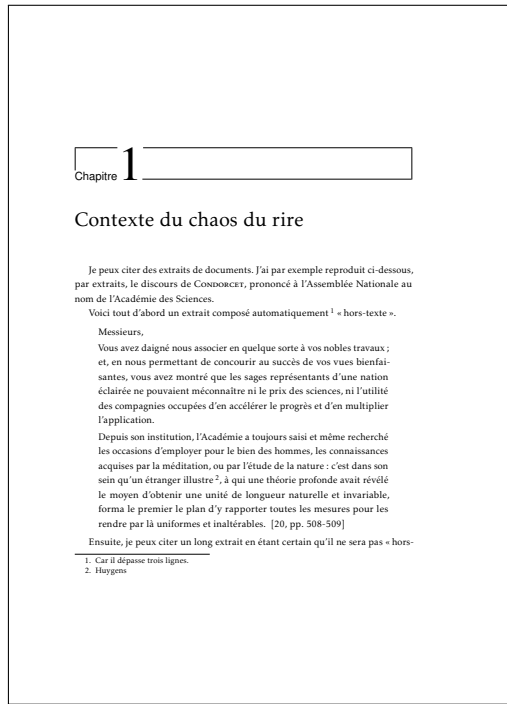 Chapitre 1
Contexte du chaos du rire
Je peux citer des extraits de documents. J'ai par exemple reproduit ci-dessous,
par extraits, le discours de Condorcet, prononcé à l'Assemblée Nationale au
nom de l'Académie des Sciences.
Voici tout d'abord un extrait composé automatiquement 1 « hors-texte ».
Messieurs,
Vous avez daigné nous associer en quelque sorte à vos nobles travaux ;
et, en nous permettant de concourir au succès de vos vues bienfai-
santes, vous avez montré que les sages représentants d'une nation
éclairée ne pouvaient méconnaître ni le prix des sciences, ni l'utilité
des compagnies occupées d'en accélérer le progrès et d'en multiplier
l'application.
Depuis son institution, l'Académie a toujours saisi et même recherché
les occasions d'employer pour le bien des hommes, les connaissances
acquises par la méditation, ou par l'étude de la nature : c'est dans son
sein qu'un étranger illustre 2, à qui une théorie profonde avait révélé
le moyen d'obtenir une unité de longueur naturelle et invariable,
forma le premier le plan d'y rapporter toutes les mesures pour les
rendre par là uniformes et inaltérables. [20, pp. 508-509]
Ensuite, je peux citer un long extrait en étant certain qu'il ne sera pas « hors-
1. Car il dépasse trois lignes.
2. Huygens